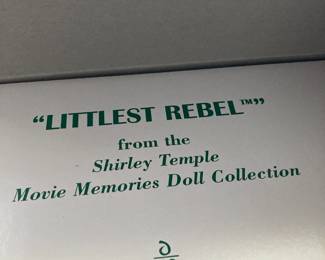 “LITTLEST REBEL™”
from the
Shirley Temple
Movie Memories Doll Collection